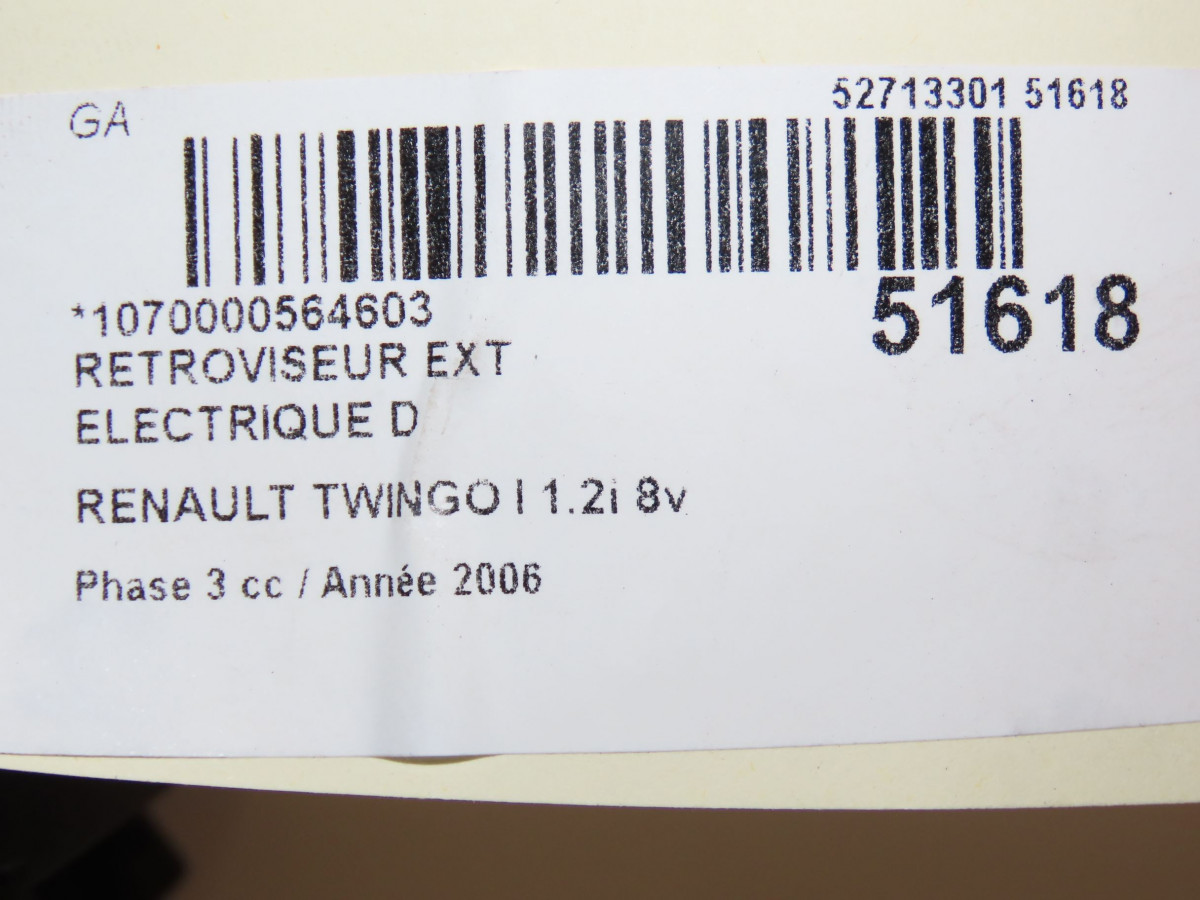 GA
52713301 51618
51618
*1070000564603
RETROVISEUR EXT
ELECTRIQUE D
RENAULT TWINGO I 1.2i 8v
Phase 3 cc / Année 2006